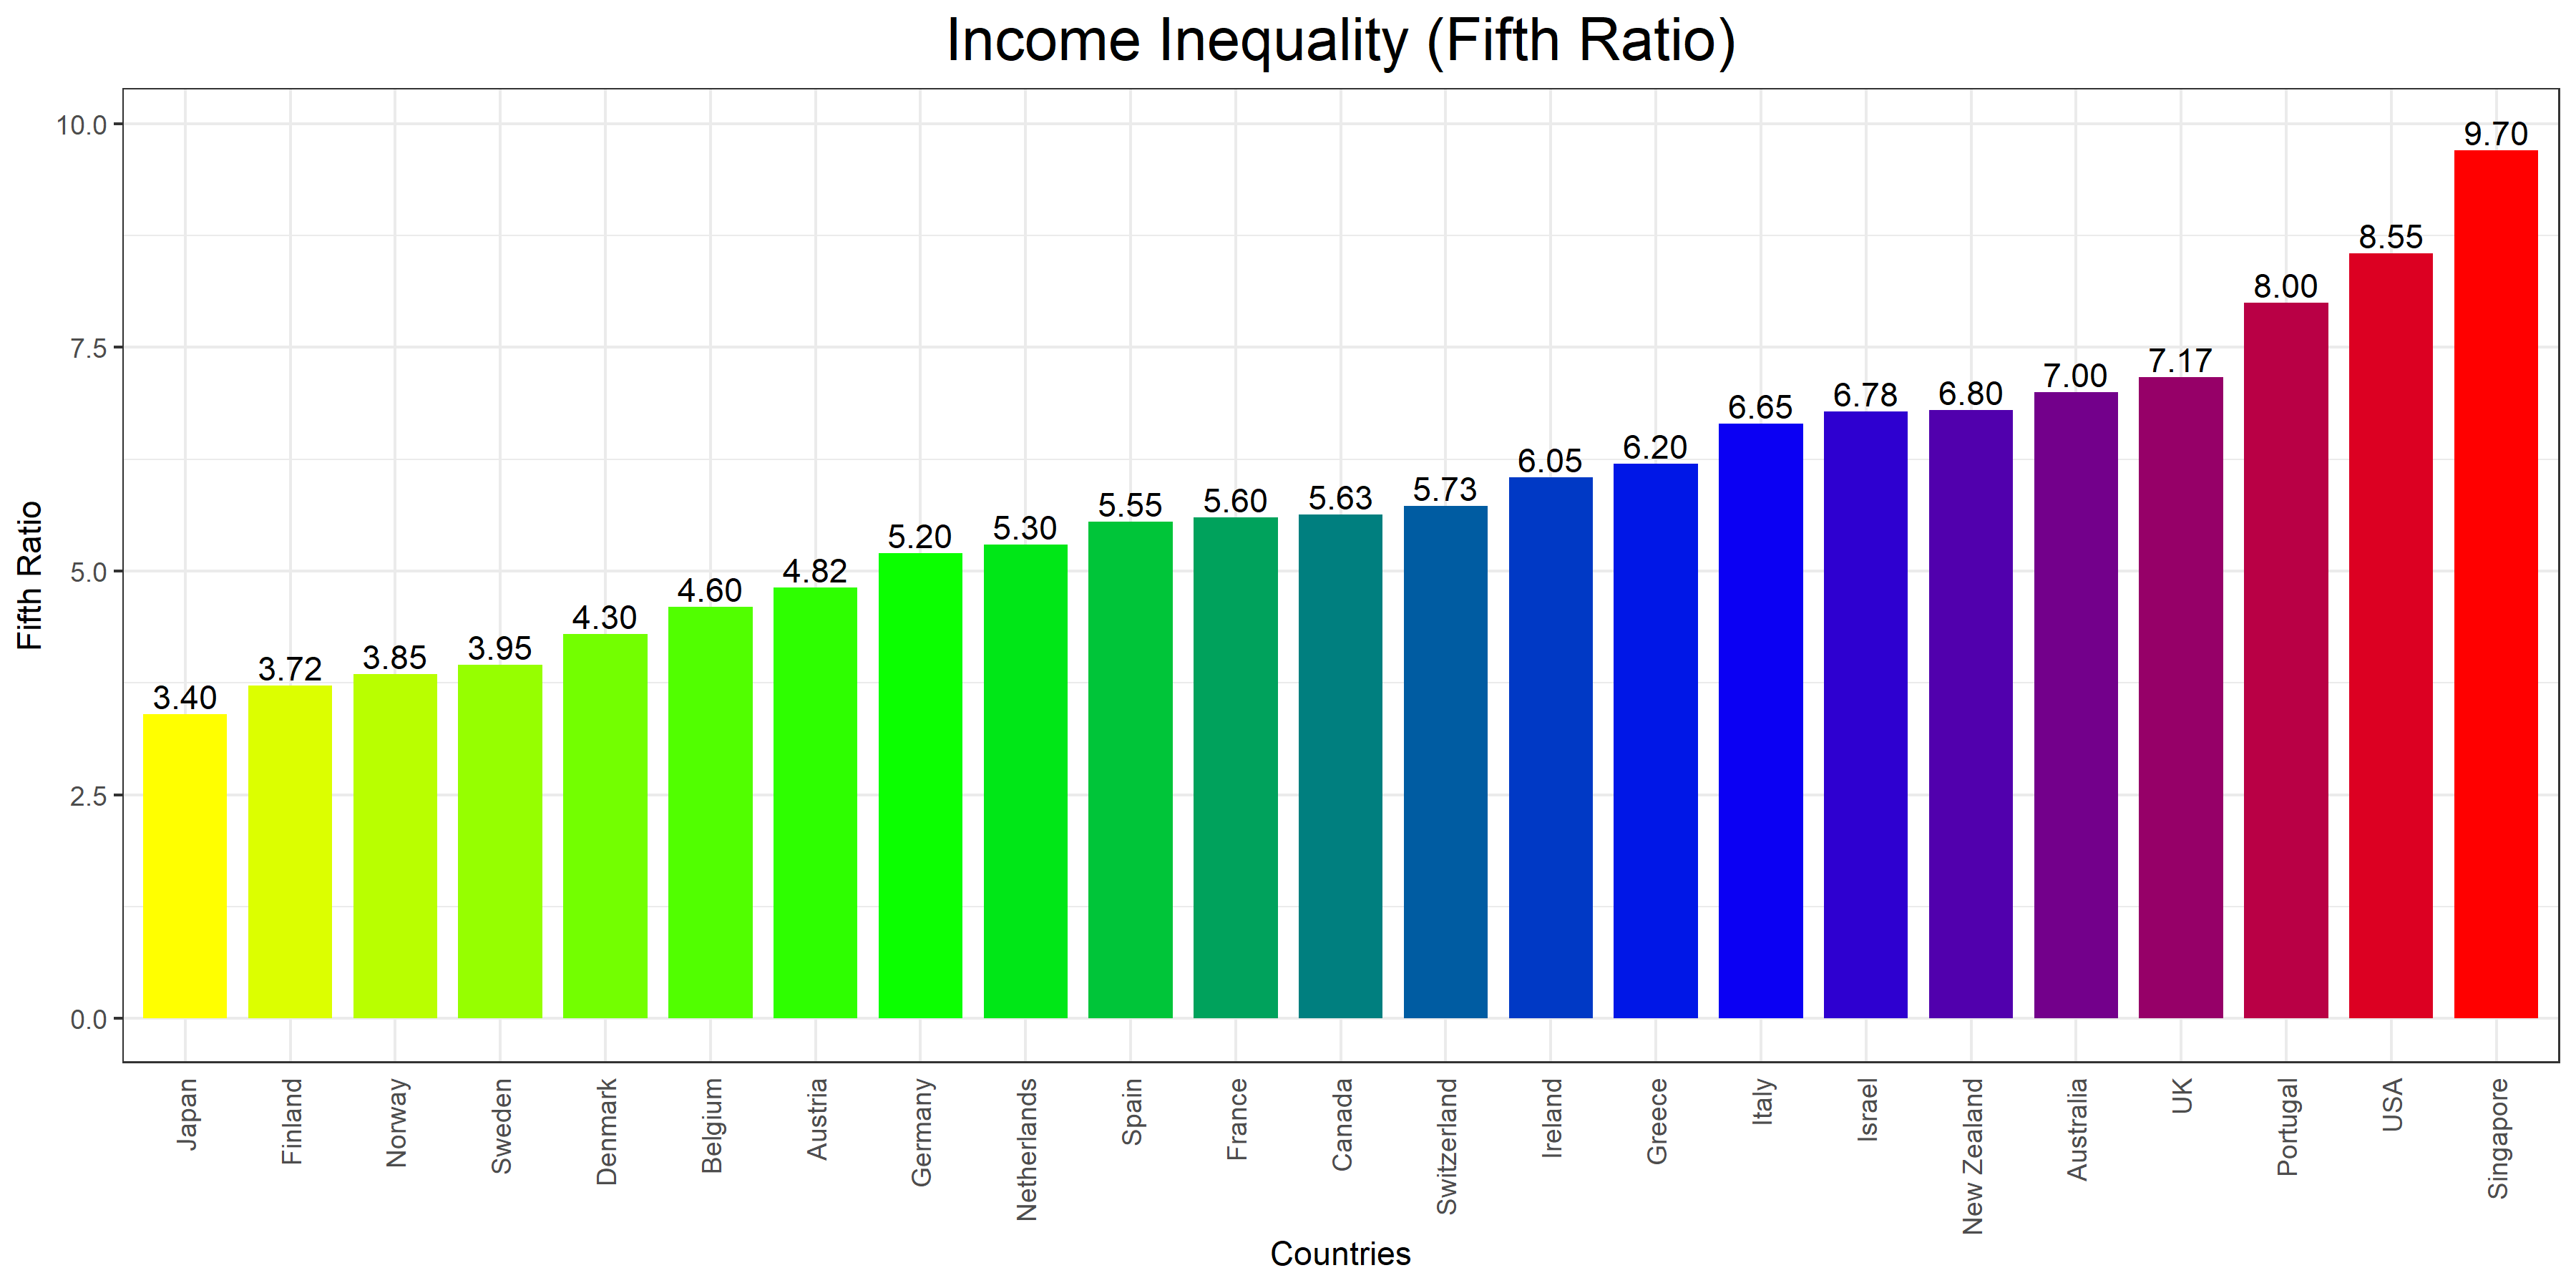 Income Inequality (Fifth Ratio)
Fifth Ratio
10.0
7.5
5.0
2.5
0.0
3.40
3.72
3.85
3.95
4.30
4.60
4.82
5.20
5.30
5.55
5.60
5.63
5.73
6.05
6.20
6.65
6.78
6.80
7.00
7.17
8.00
8.55
9.70
Japan
Finland
Norway
Sweden
Denmark
Belgium
Austria
Germany
Netherlands
Spain
France
Canada
Switzerland
Ireland
Greece
Italy
Israel
New Zealand
Australia
UK
Portugal
USA
Singapore
Countries